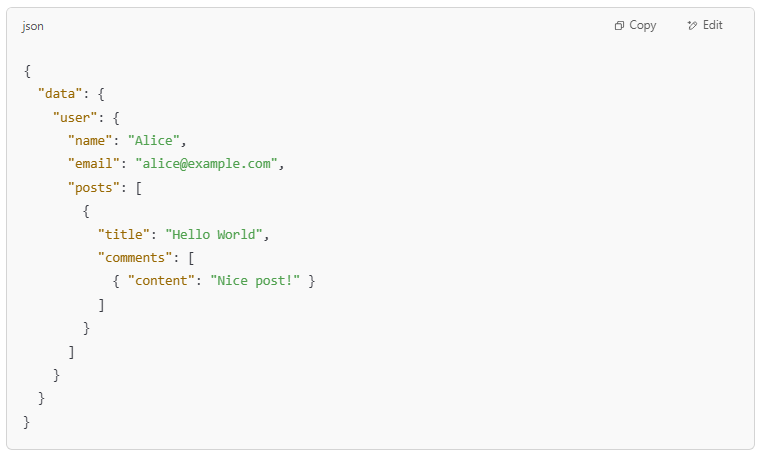 json
Copy
Edit
{
  "data": {
    "user": {
      "name": "Alice",
      "email": "alice@example.com",
      "posts": [
        {
          "title": "Hello World",
          "comments": [
            { "content": "Nice post!" }
          ]
        }
      ]
    }
  }
}